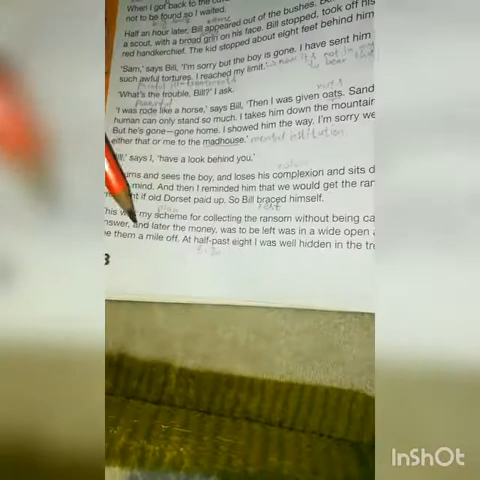 When I got back to the
not to be found so I waited.
Half an hour later, Bill appeared out of the bushes.
a scout, with a broad grin on his face. Bill stopped, took off his
red handkerchief. The kid stopped about eight feet behind him
'Sam,' says Bill, 'I'm sorry but the boy is gone. I have sent him
such awful tortures. I reached my limit.'
'What's the trouble, Bill?' I ask.
'I was rode like a horse,' says Bill, 'Then I was given oats. Sand
human can only stand so much. I takes him down the mountain
But he's gone – gone home. I showed him the way. I'm sorry we
either that or me to the madhouse.' mental institution
says I, 'have a look behind you.'
and sees the boy, and loses his complexion and sits d
mind. And then I reminded him that we would get the ran
if old Dorset paid up. So Bill braced himself.
plan
my scheme for collecting the ransom without being ca
and later the money, was to be left was in a wide open
them a mile off. At half-past eight I was well hidden in the tr
InShOt